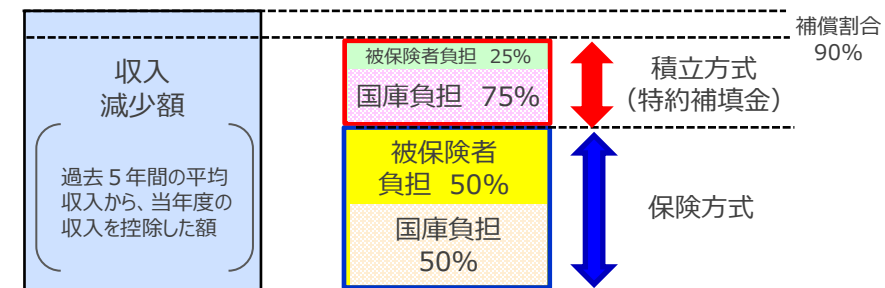 収入
減少額
過去５年間の平均
収入から、当年度の
収入を控除した額
被保険者負担 25%
国庫負担 75%
被保険者
負担 50%
国庫負担
50%
補償割合
90%
積立方式
（特約補填金）
保険方式